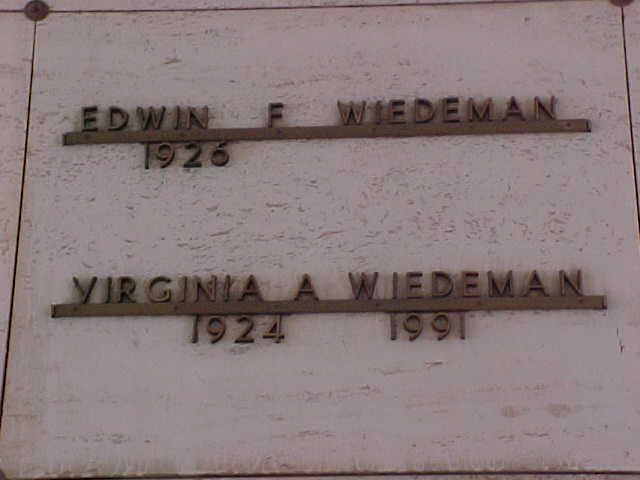 EDWIN F WIEDEMAN
1926
VIRGINIA A WIEDEMAN
1924 1991